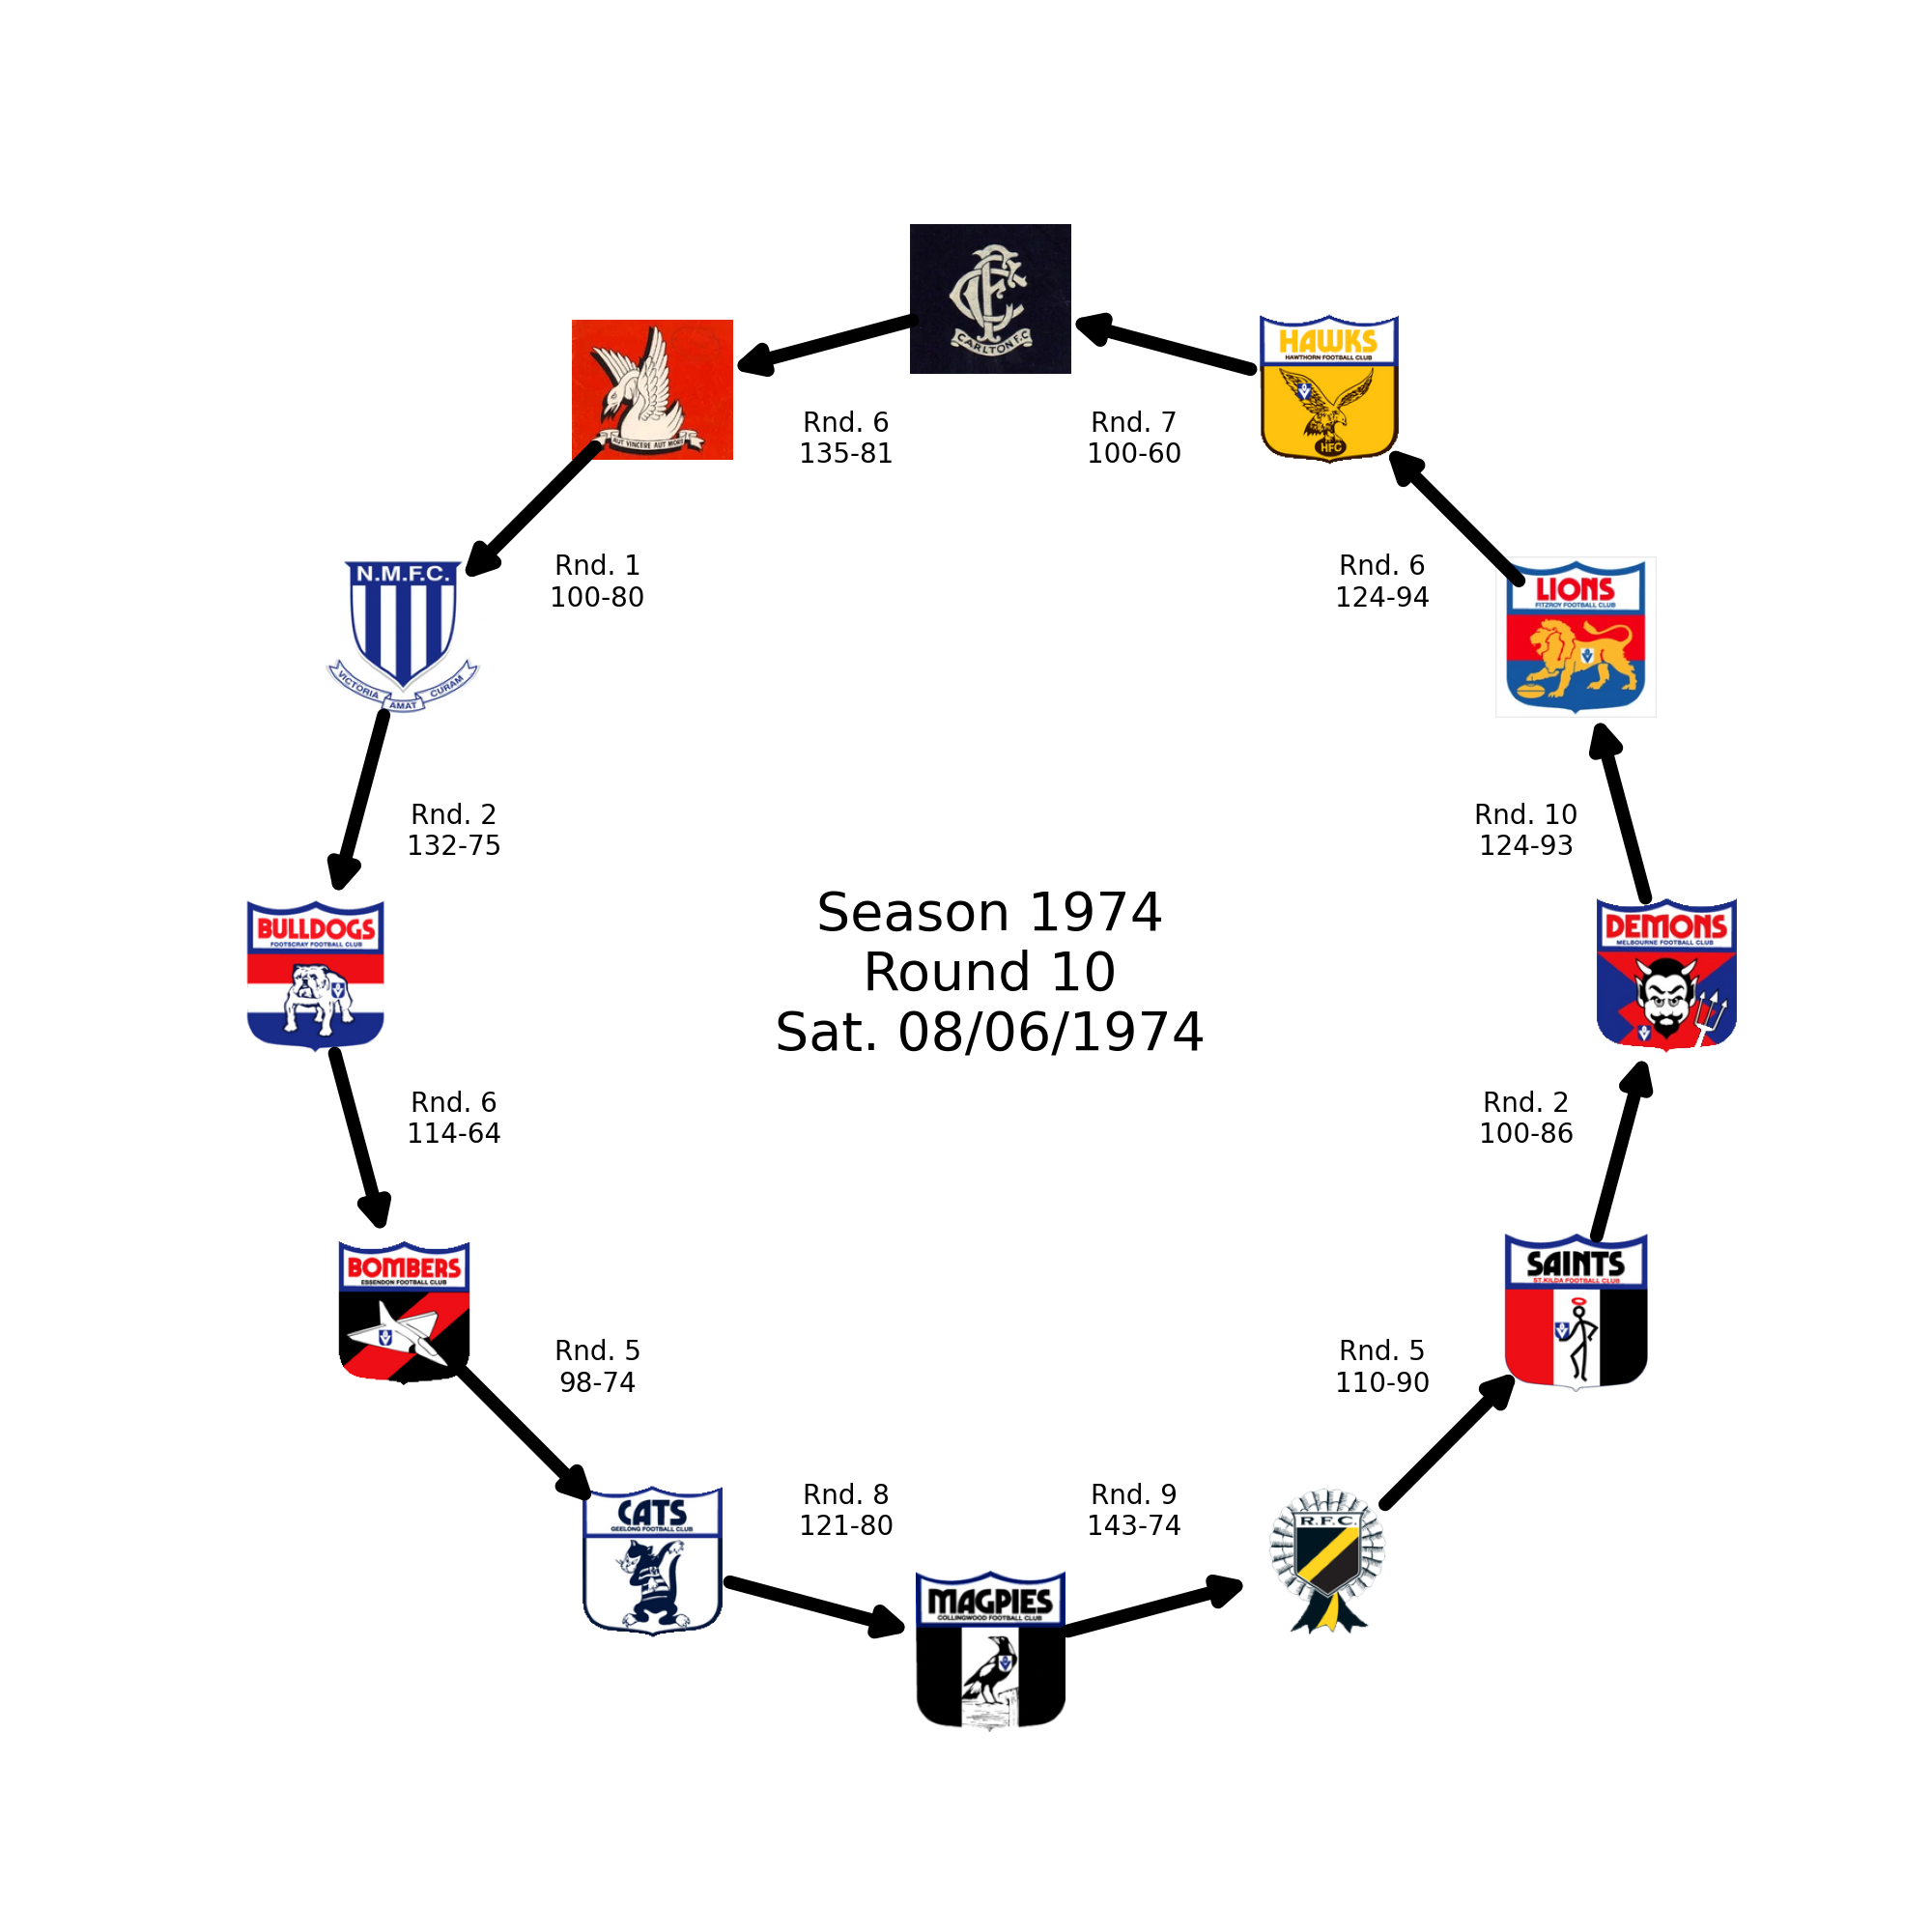 CARLTON F.C
HAWKS
HAWTHORN FOOTBALL CLUB
HFC
AUT VINCERE AUT MORI
Rnd. 6
135-81
Rnd. 7
100-60
N.M.F.C.
VICTORIA
AMAT
CURAM
Rnd. 1
100-80
Rnd. 6
124-94
LIONS
FITZROY FOOTBALL CLUB
Rnd. 2
132-75
Rnd. 10
124-93
BULLDOGS
FOOTSCRAY FOOTBALL CLUB
Season 1974
Round 10
Sat. 08/06/1974
DEMONS
MELBOURNE FOOTBALL CLUB
Rnd. 6
114-64
Rnd. 2
100-86
BOMBERS
ESSENDON FOOTBALL CLUB
SAINTS
ST.KILDA FOOTBALL CLUB
Rnd. 5
98-74
Rnd. 5
110-90
CATS
GEELONG FOOTBALL CLUB
Rnd. 8
121-80
Rnd. 9
143-74
R.F.C.
MAGPIES
COLLINGWOOD FOOTBALL CLUB